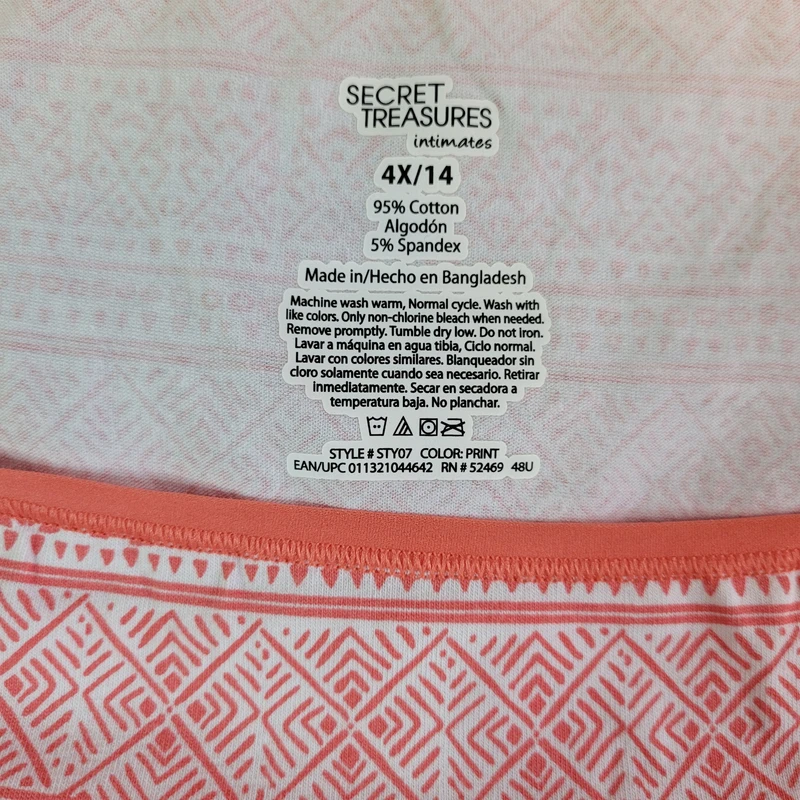 SECRET
TREASURES
intimates
4X/14
95% Cotton
Algodón
5% Spandex
Made in/Hecho en Bangladesh
Machine wash warm, Normal cycle. Wash with
like colors. Only non-chlorine bleach when needed.
Remove promptly. Tumble dry low. Do not iron.
Lavar a máquina en agua tibia, Ciclo normal.
Lavar con colores similares. Blanqueador sin
cloro solamente cuando sea necesario. Retirar
inmediatamente. Secar en secadora a
temperatura baja. No planchar.
STYLE # STY07 COLOR: PRINT
EAN/UPC 011321044642 RN # 52469 48U